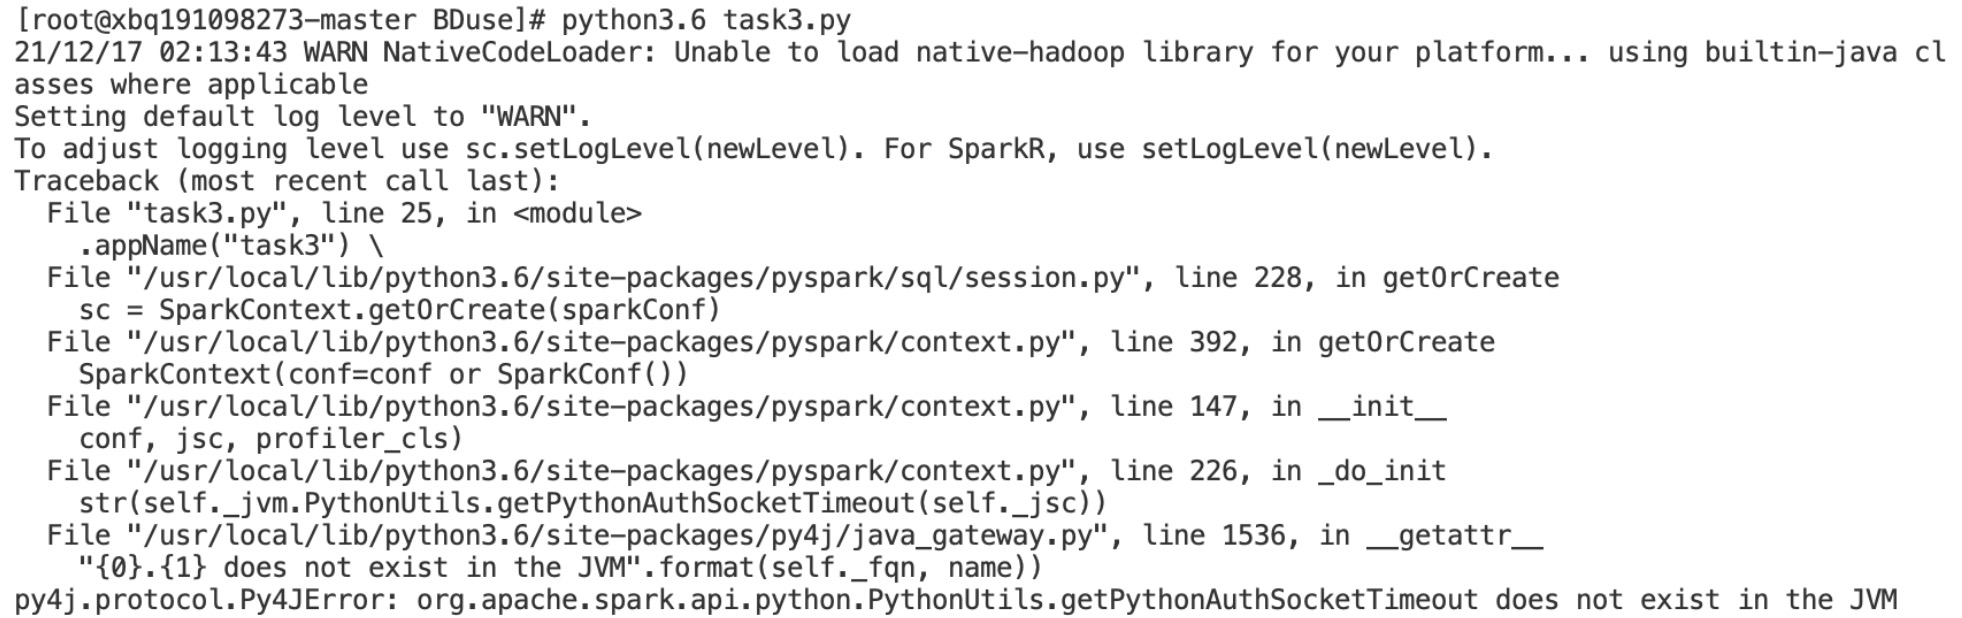 [root@xbq191098273-master BDuse]# python3.6 task3.py
21/12/17 02:13:43 WARN NativeCodeLoader: Unable to load native-hadoop library for your platform... using builtin-java cl
asses where applicable
Setting default log level to "WARN".
To adjust logging level use sc.setLogLevel(newLevel). For SparkR, use setLogLevel(newLevel).
Traceback (most recent call last):
  File "task3.py", line 25, in <module>
    .appName("task3") \
  File "/usr/local/lib/python3.6/site-packages/pyspark/sql/session.py", line 228, in getOrCreate
    sc = SparkContext.getOrCreate(sparkConf)
  File "/usr/local/lib/python3.6/site-packages/pyspark/context.py", line 392, in getOrCreate
    SparkContext(conf=conf or SparkConf())
  File "/usr/local/lib/python3.6/site-packages/pyspark/context.py", line 147, in __init__
    conf, jsc, profiler_cls)
  File "/usr/local/lib/python3.6/site-packages/pyspark/context.py", line 226, in _do_init
    str(self._jvm.PythonUtils.getPythonAuthSocketTimeout(self._jsc))
  File "/usr/local/lib/python3.6/site-packages/py4j/java_gateway.py", line 1536, in __getattr__
    "{0}.{1} does not exist in the JVM".format(self._fqn, name))
py4j.protocol.Py4JError: org.apache.spark.api.python.PythonUtils.getPythonAuthSocketTimeout does not exist in the JVM